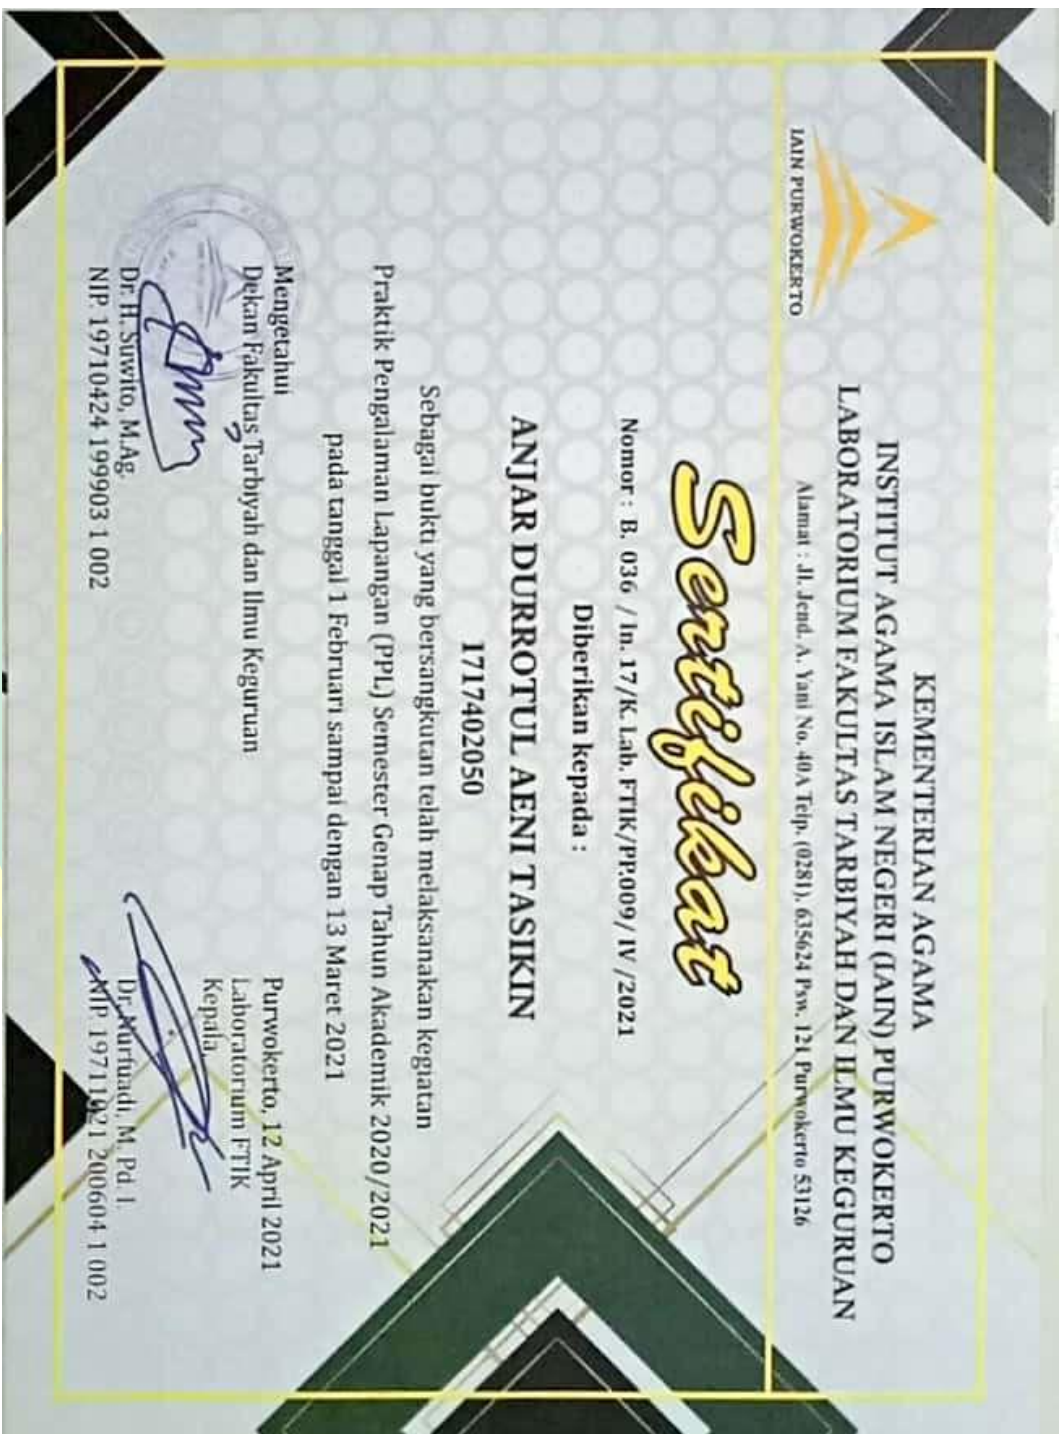 IAIN PURWOKERTO
KEMENTERIAN AGAMA
INSTITUT AGAMA ISLAM NEGERI (IAIN) PURWOKERTO
LABORATORIUM FAKULTAS TARBIYAH DAN ILMU KEGURUAN
Alamat : Jl. Jend. A. Yani No. 40A Telp. (0281). 635624 Psw. 121 Purwokerto 53126
Sertifikat
Nomor : B. 036 / In. 17/K. Lab. FTIK/PP.009/ IV /2021
Diberikan kepada :
ANJAR DURROTUL AENI TASIKIN
1717402050
Sebagai bukti yang bersangkutan telah melaksanakan kegiatan
Praktik Pengalaman Lapangan (PPL) Semester Genap Tahun Akademik 2020/2021
pada tanggal 1 Februari sampai dengan 13 Maret 2021
Mengetahui
Dekan Fakultas Tarbiyah dan Ilmu Keguruan
Dr. H. Suwito, M.Ag.
NIP. 19710424 199903 1 002
Purwokerto, 12 April 2021
Laboratorium FTIK
Kepala,
Dr. Nurfuadi, M. Pd. I.
NIP. 19711021 200604 1 002